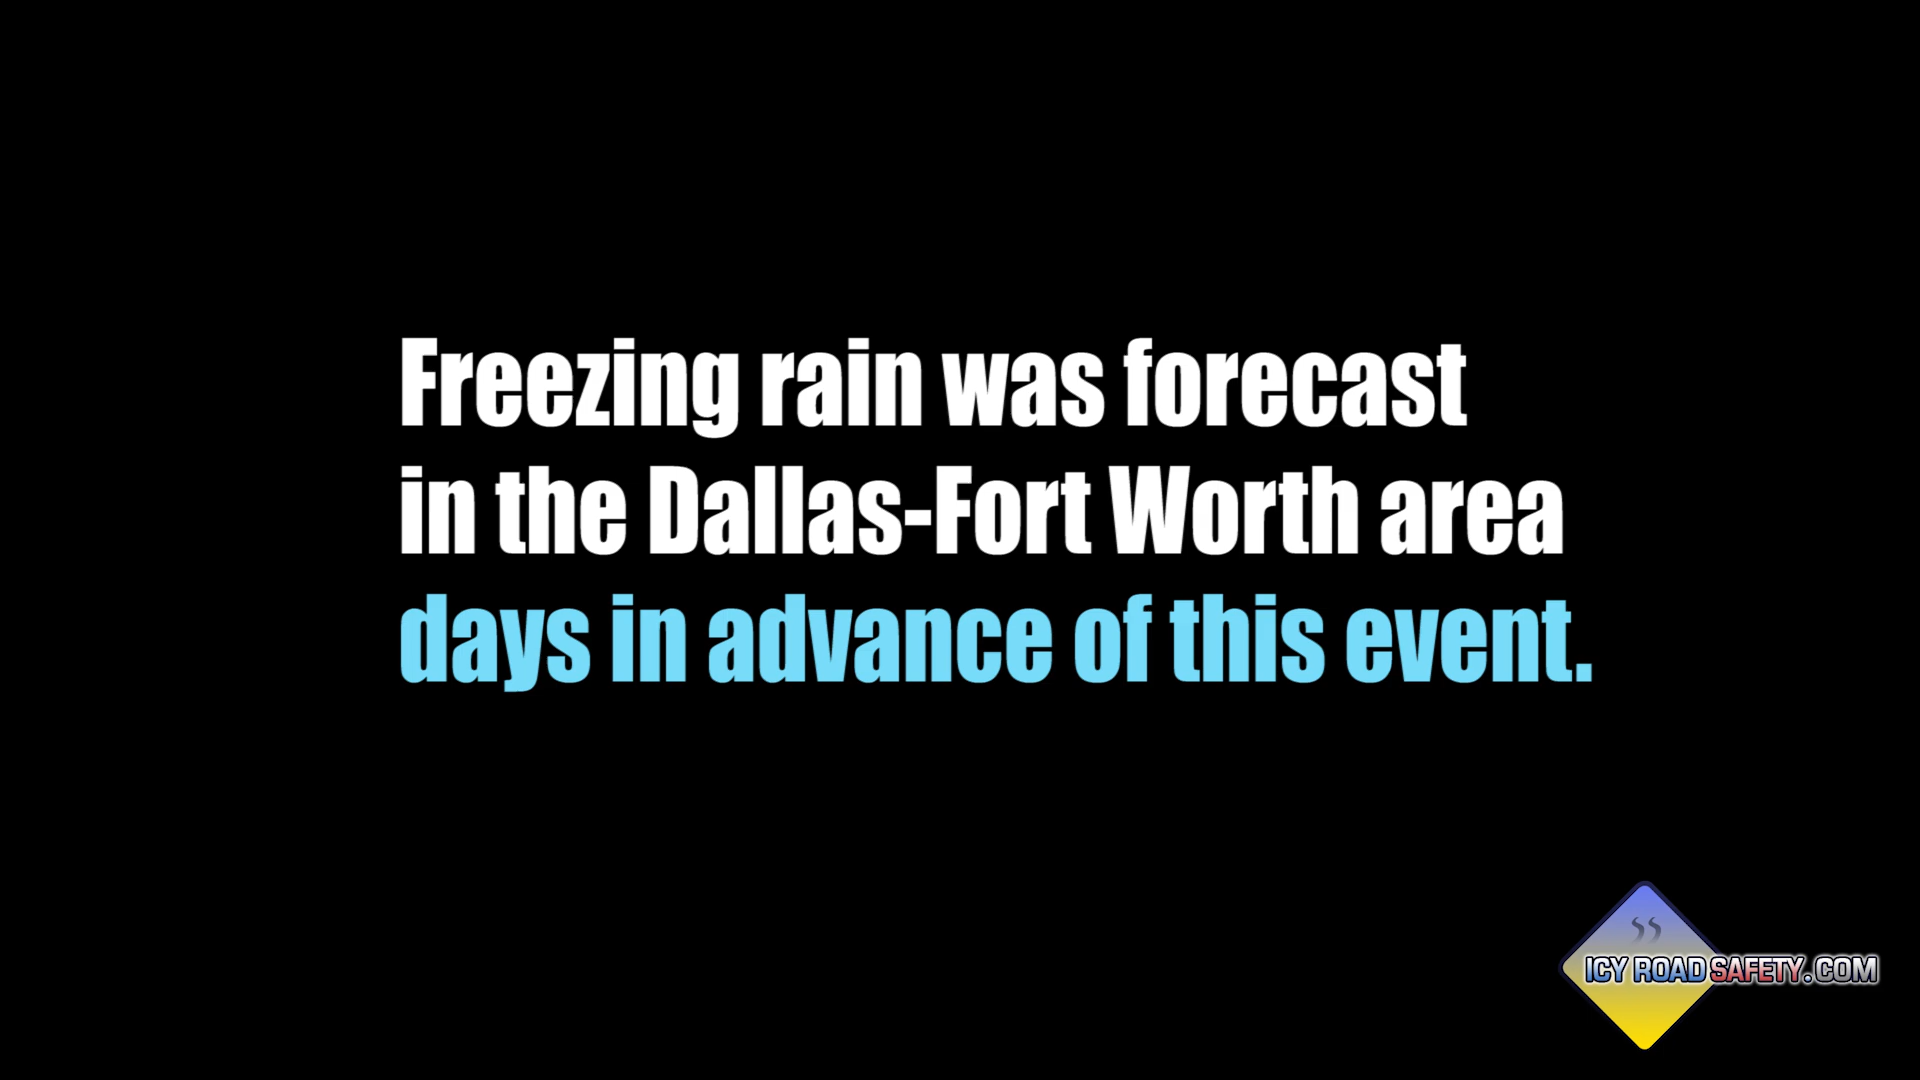 Freezing rain was forecast
in the Dallas-Fort Worth area
days in advance of this event.
ICY ROAD SAFETY.COM